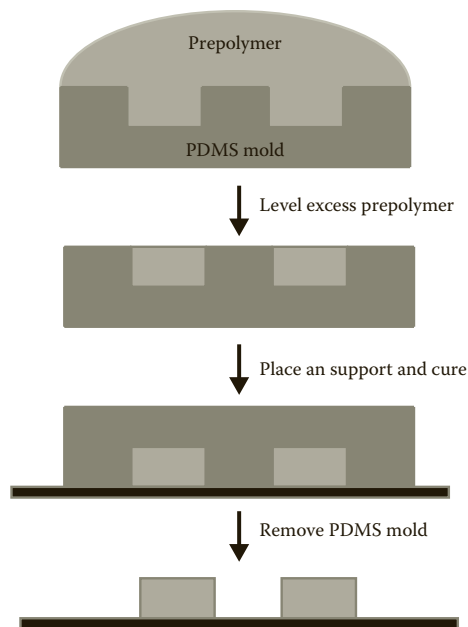 Prepolymer
PDMS mold
Level excess prepolymer
Place an support and cure
Remove PDMS mold